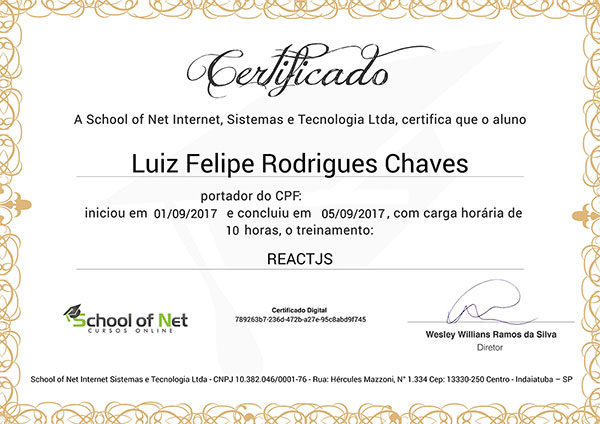 Certificado
A School of Net Internet, Sistemas e Tecnologia Ltda, certifica que o aluno
Luiz Felipe Rodrigues Chaves
portador do CPF:
iniciou em 01/09/2017 e concluiu em 05/09/2017, com carga horária de
10 horas, o treinamento:
REACTJS
School of Net
CURSOS ONLINE
Certificado Digital
789263b7-236d-472b-a27e-95c8abd9f745
Wesley Willians Ramos da Silva
Diretor
School of Net Internet Sistemas e Tecnologia Ltda - CNPJ 10.382.046/0001-76 - Rua: Hércules Mazzoni, N° 1.334 Cep: 13330-250 Centro - Indaiatuba – SP